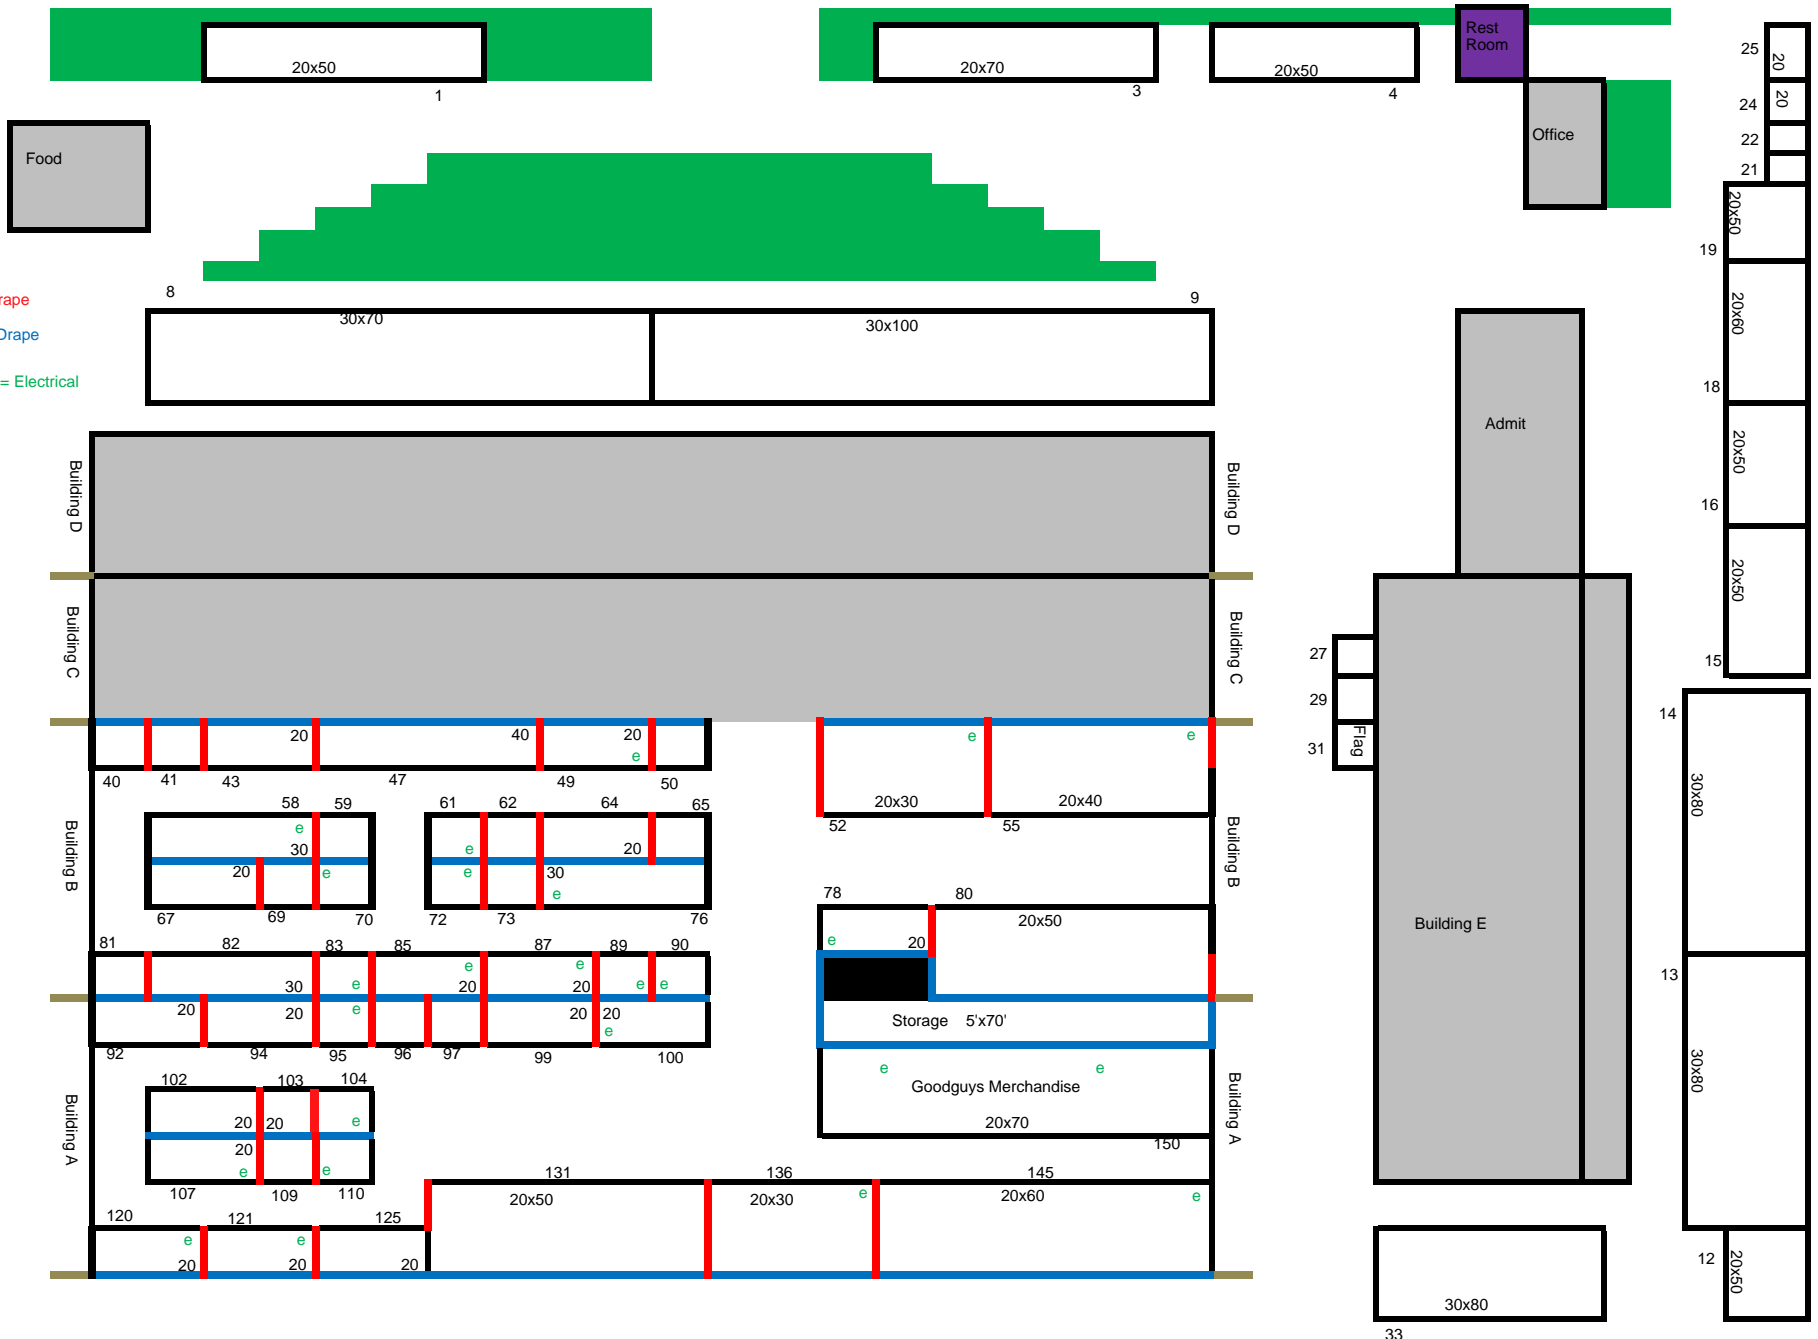 20x50
1
20x70
3
20x50
4
Rest
Room
Office
Food
25
20
24
20
22
21
20x50
19
20x60
18
20x50
16
20x50
15
rape
Drape
= Electrical
8
30x70
30x100
9
Admit
Building D
Building D
Building C
Building C
27
29
31
Flag
14
30x80
13
30x80
12
20x50
20
40
20
e
e
e
40
41
43
47
49
50
20x30
20x40
52
55
58
59
61
62
64
65
e
30
e
20
20
e
e
30
e
67
69
70
72
73
76
Building B
Building B
78
80
20x50
e
20
81
82
83
85
87
89
90
30
e
e
20
e
20
e
e
20
20
e
20
20
e
92
94
95
96
97
99
100
Storage 5'x70'
e
e
Goodguys Merchandise
20x70
150
Building A
Building A
102
103
104
20
20
e
20
e
e
107
109
110
131
136
145
20x50
20x30
e
20x60
e
120
121
125
e
20
e
20
20
Building E
30x80
33